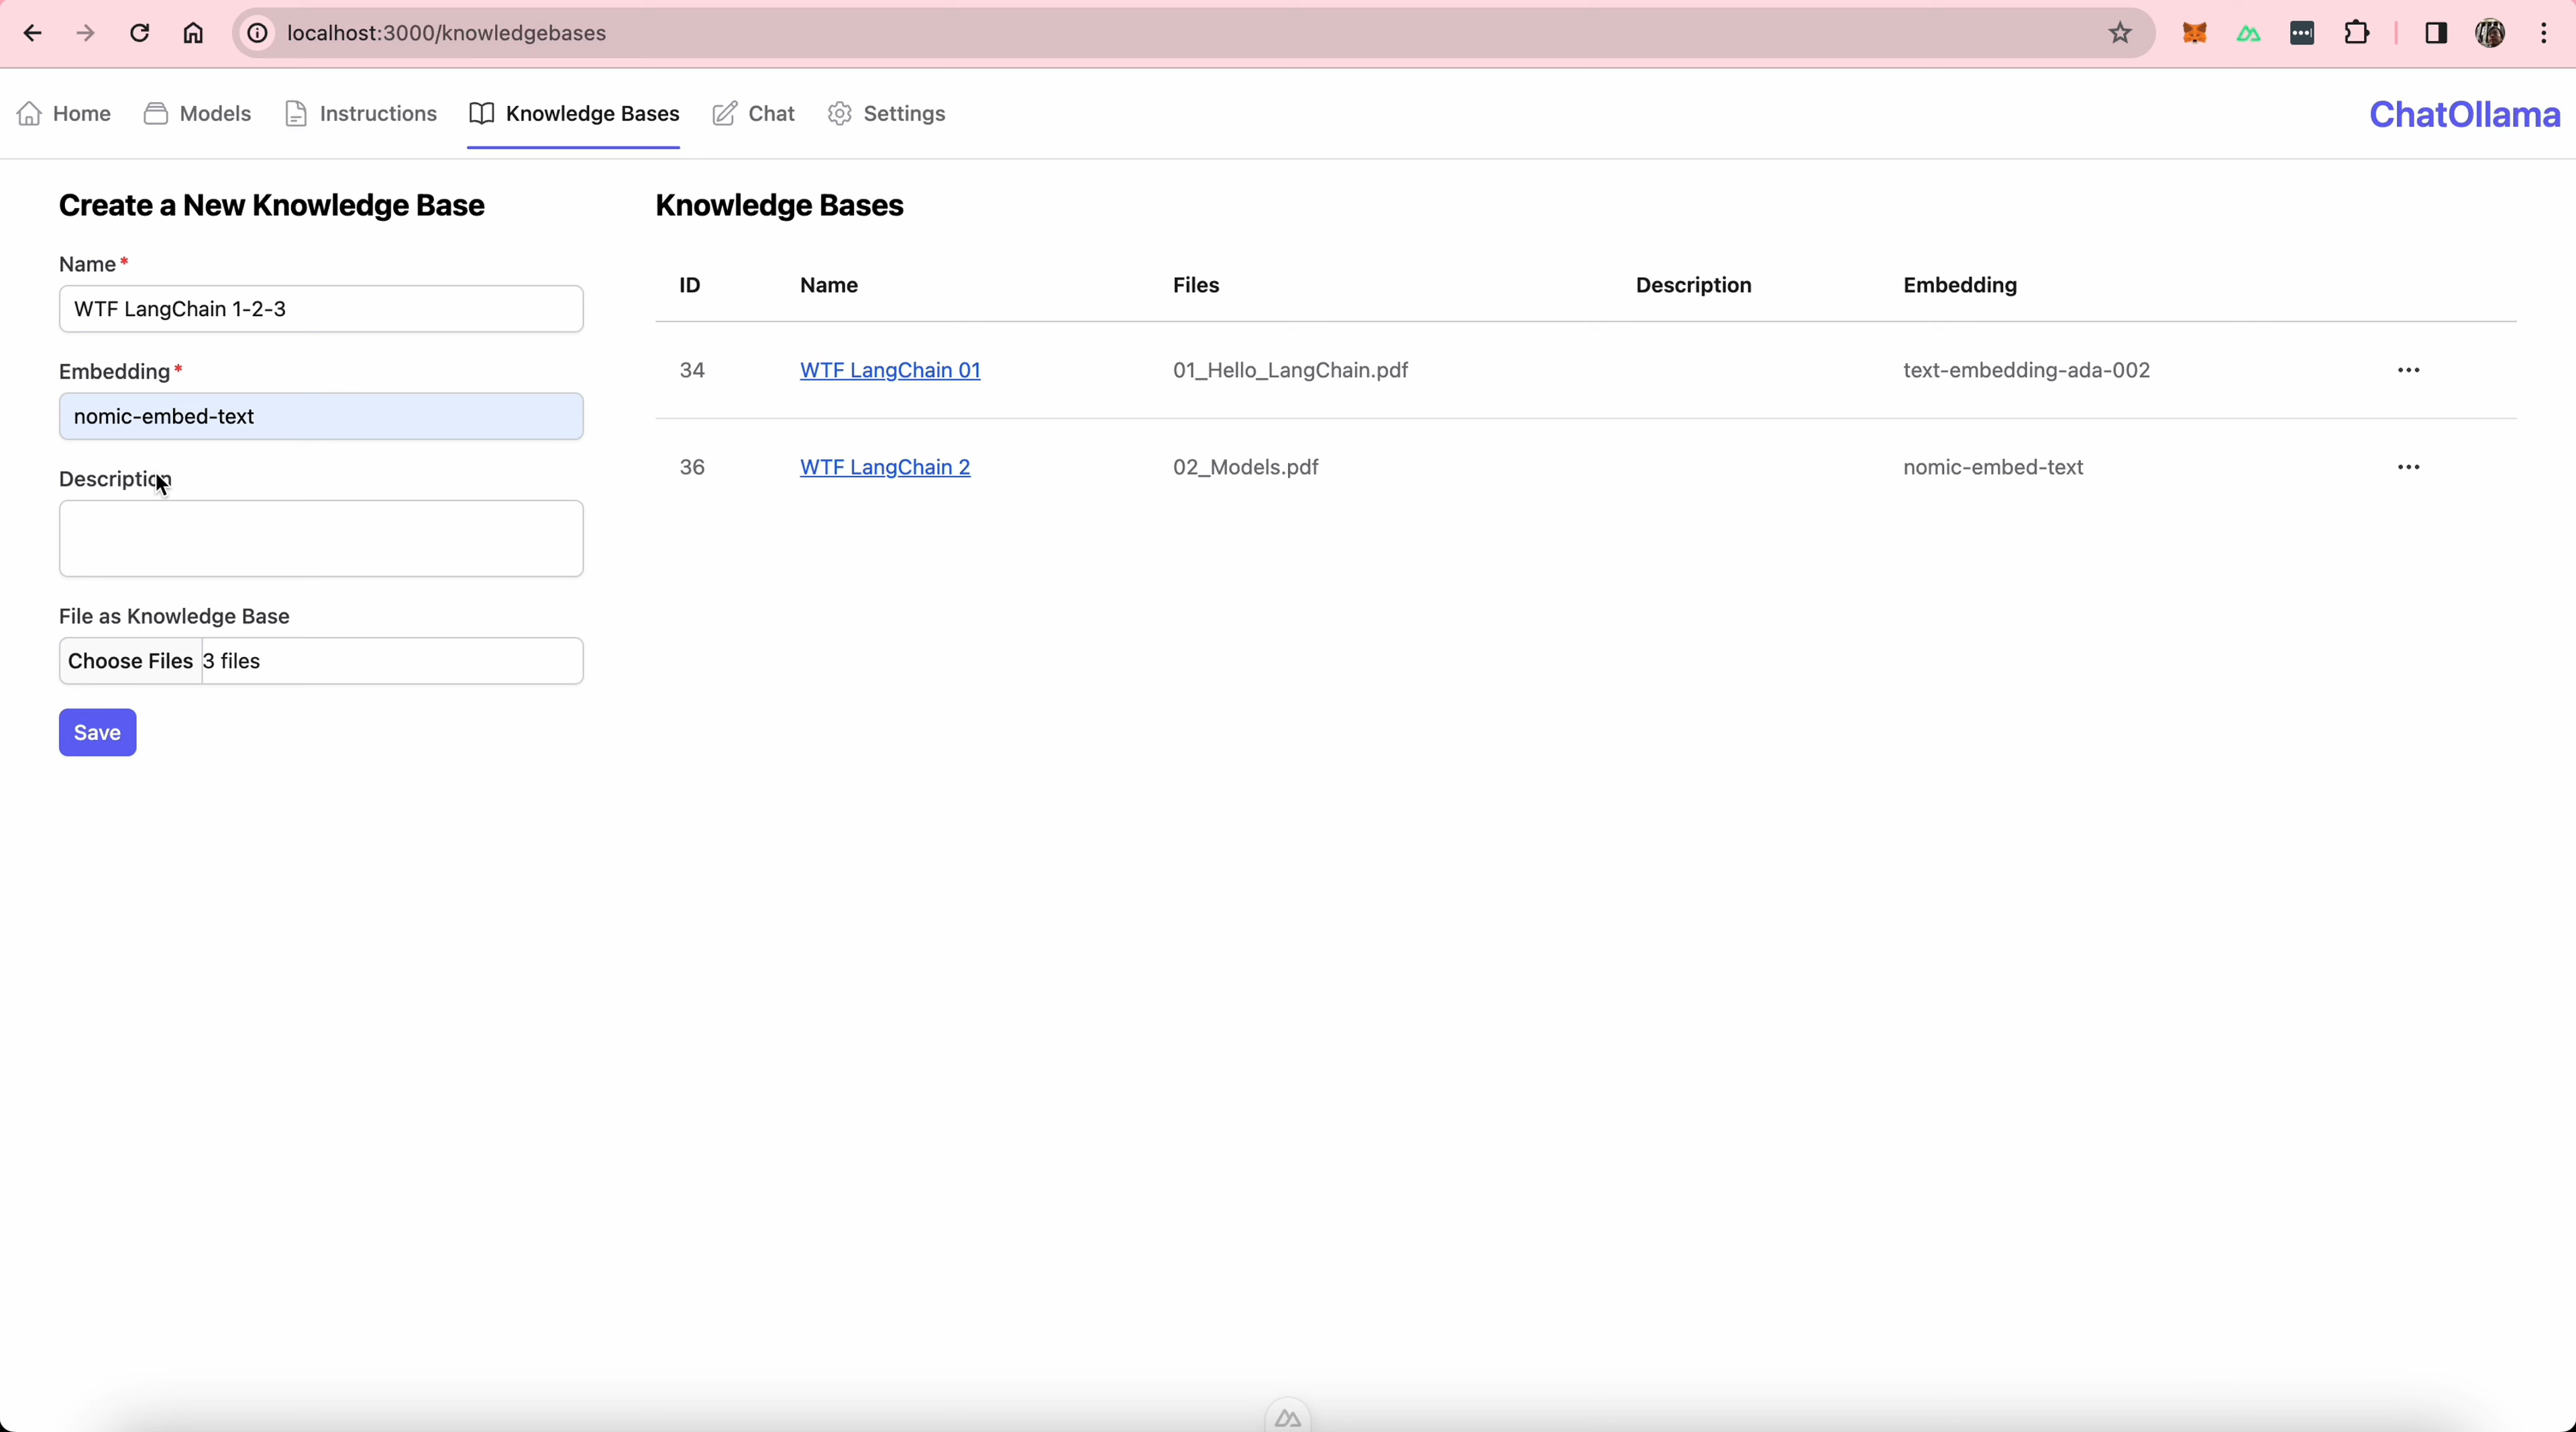 localhost:3000/knowledgebases
Home Models Instructions Knowledge Bases Chat Settings ChatOllama
Create a New Knowledge Base
Name*
WTF LangChain 1-2-3
Embedding*
nomic-embed-text
Description
File as Knowledge Base
Choose Files 3 files
Save
Knowledge Bases
ID Name Files Description Embedding
34 WTF LangChain 01 01_Hello_LangChain.pdf text-embedding-ada-002 ...
36 WTF LangChain 2 02_Models.pdf nomic-embed-text ...